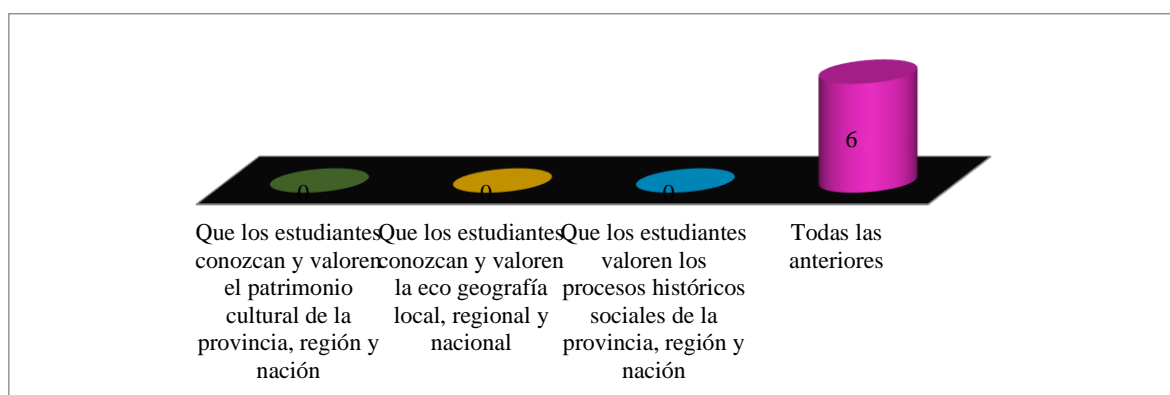 6
0
0
0
Que los estudiantes
conozcan y valoren
el patrimonio
cultural de la
provincia, región y
nación
Que los estudiantes
conozcan y valoren
la eco geografía
local, regional y
nacional
Que los estudiantes
valoren los
procesos históricos
sociales de la
provincia, región y
nación
Todas las
anteriores